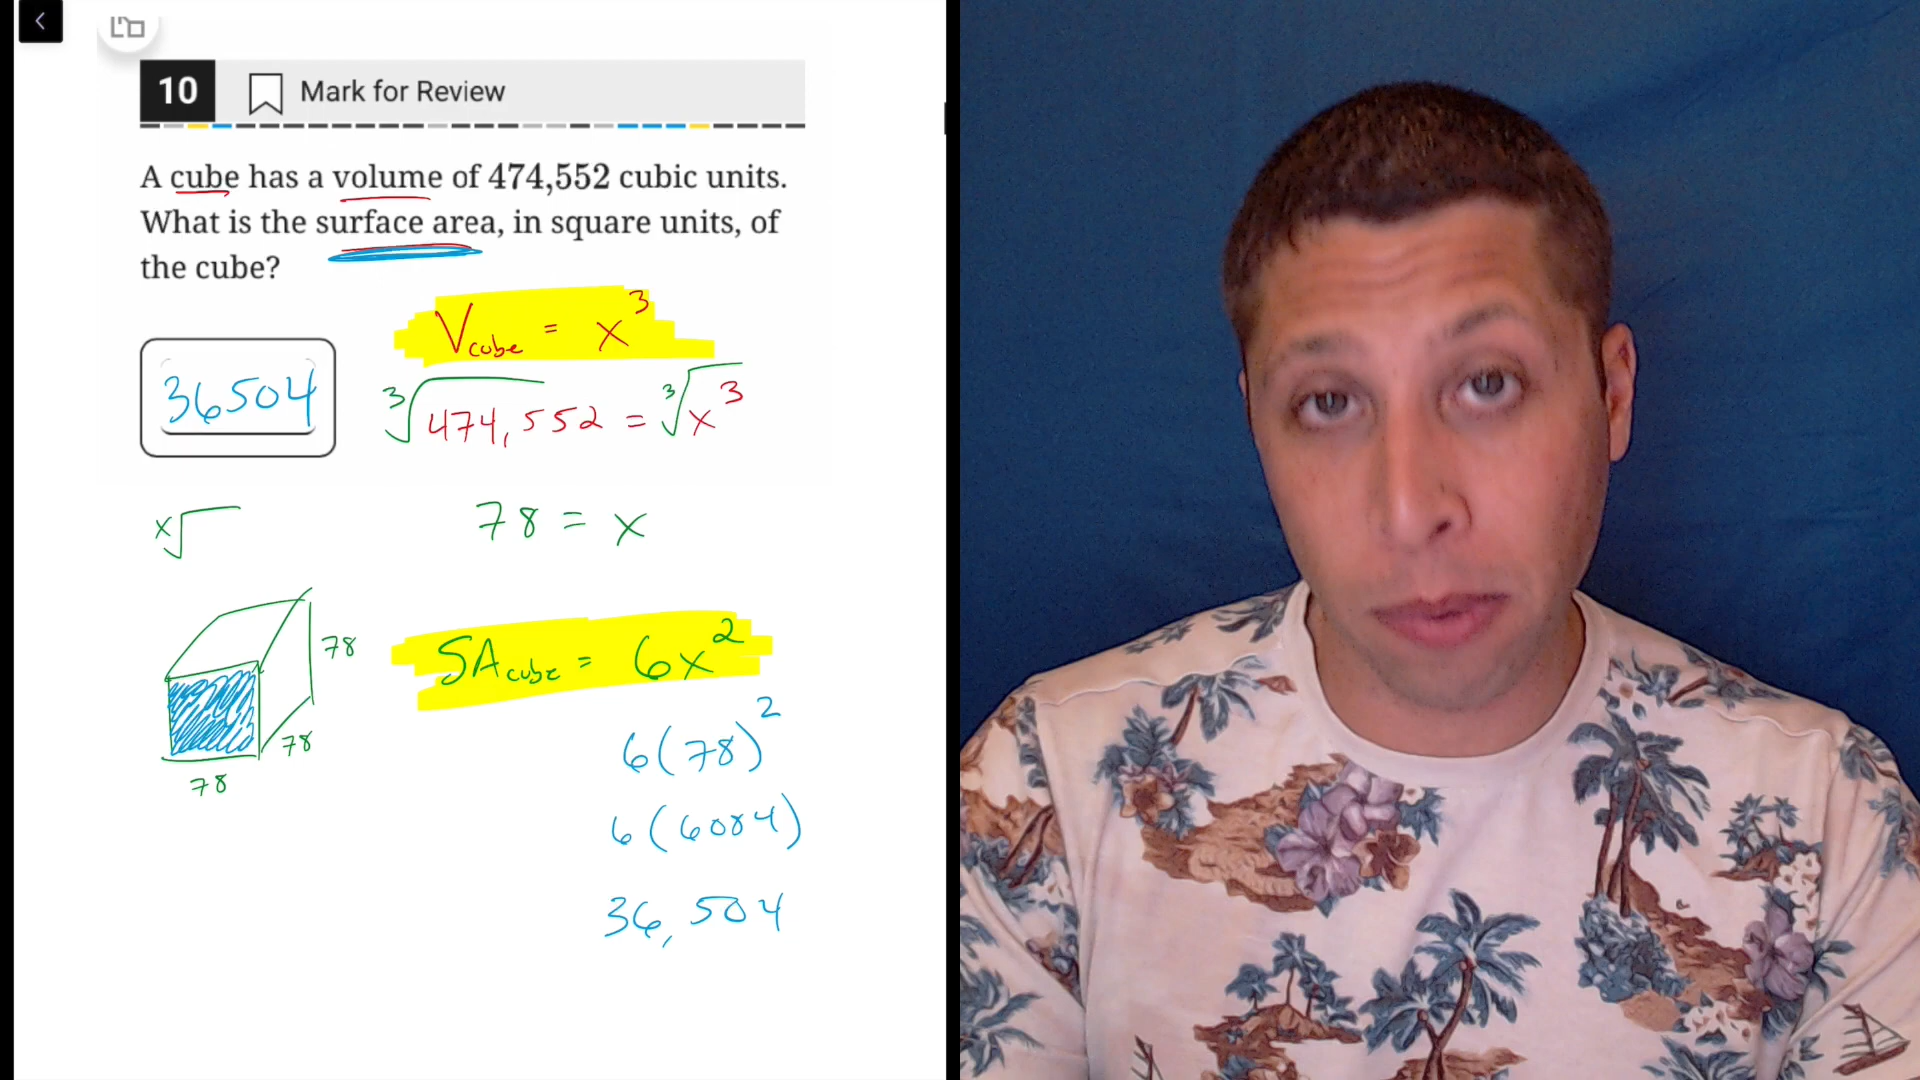 10 Mark for Review
A cube has a volume of 474,552 cubic units.
What is the surface area, in square units, of
the cube?
V cube = x³
36504
³√474,552 = ³√x³
ˣ√
78 = x
78
78
78
SA cube = 6x²
6(78)²
6(6084)
36,504